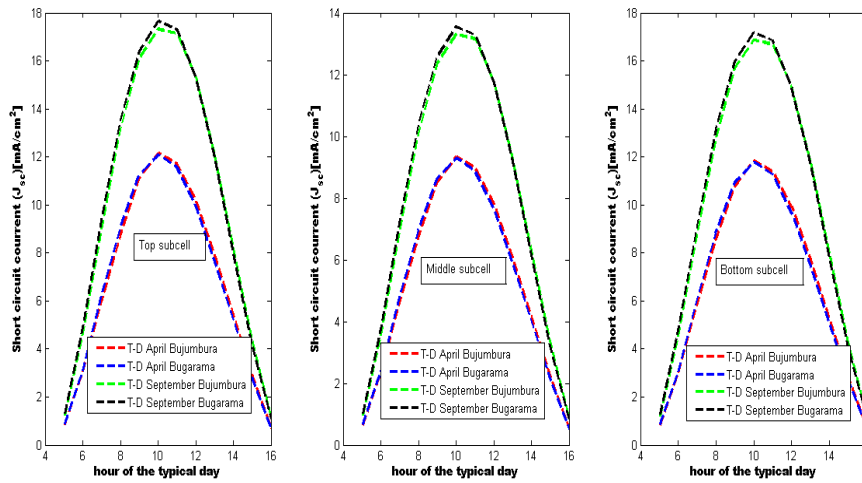 Short circuit courrent (Jsc)[mA/cm²]
18
16
14
12
10
8
6
4
2
0
Top subcell
T-D April Bujumbura
T-D April Bugarama
T-D September Bujumbura
T-D September Bugarama
4 6 8 10 12 14 16
hour of the typical day
Short circuit courrent (Jsc)[mA/cm²]
14
12
10
8
6
4
2
0
Middle subcell
T-D April Bujumbura
T-D April Bugarama
T-D September Bujumbura
T-D September Bugarama
4 6 8 10 12 14 16
hour of the typical day
Short circuit courrent (Jsc)[mA/cm²]
18
16
14
12
10
8
6
4
2
0
Bottom subcell
T-D April Bujumbura
T-D April Bugarama
T-D September Bujumbura
T-D September Bugarama
4 6 8 10 12 14
hour of the typical day